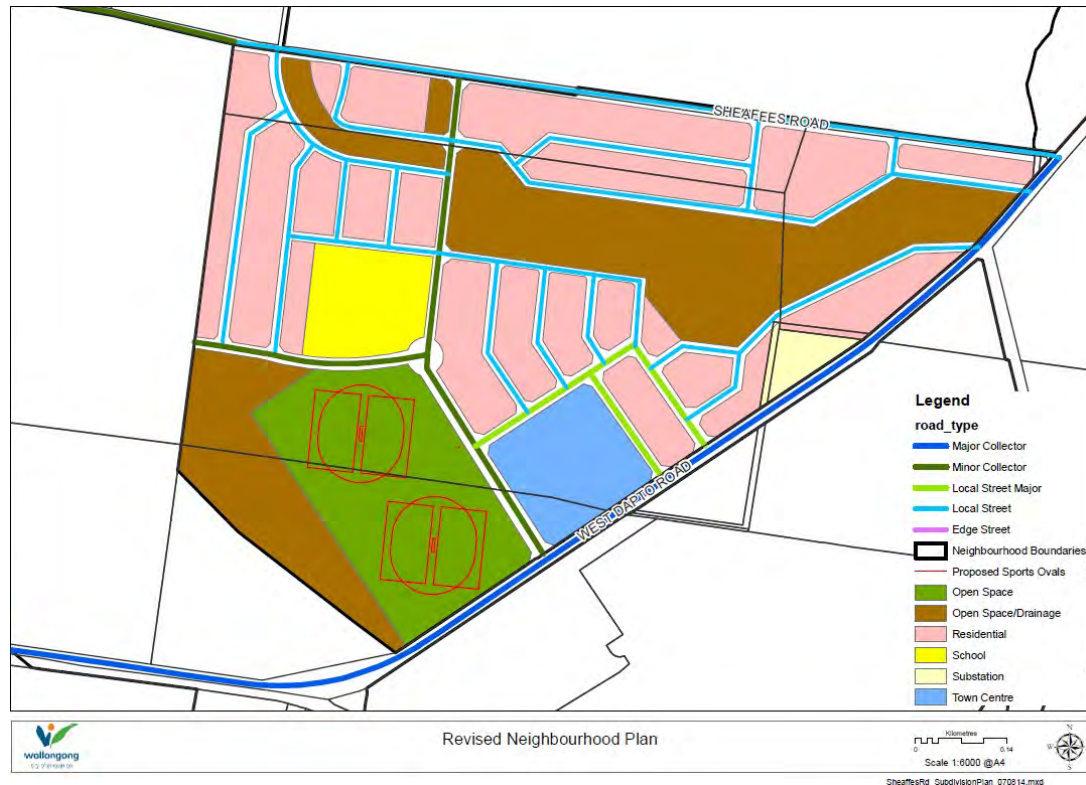 SHEAFFES ROAD
WEST DAPTO ROAD
Legend
road_type
Major Collector
Minor Collector
Local Street Major
Local Street
Edge Street
Neighbourhood Boundaries
Proposed Sports Ovals
Open Space
Open Space/Drainage
Residential
School
Substation
Town Centre
wollongong
Revised Neighbourhood Plan
Kilometres
0 0.14
Scale 1:6000 @A4
N
W E
S
SheaffesRd_SubdivisionPlan_070814.mxd